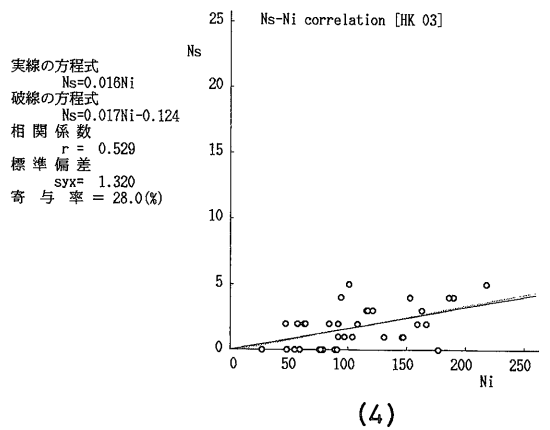 Ns-Ni correlation [HK 03]
Ns
25
20
15
10
5
0
0
50
100
150
200
250
Ni
実線の方程式
Ns=0.016Ni
破線の方程式
Ns=0.017Ni-0.124
相関係数
r = 0.529
標準偏差
syx= 1.320
寄与率 = 28.0(%)
(4)